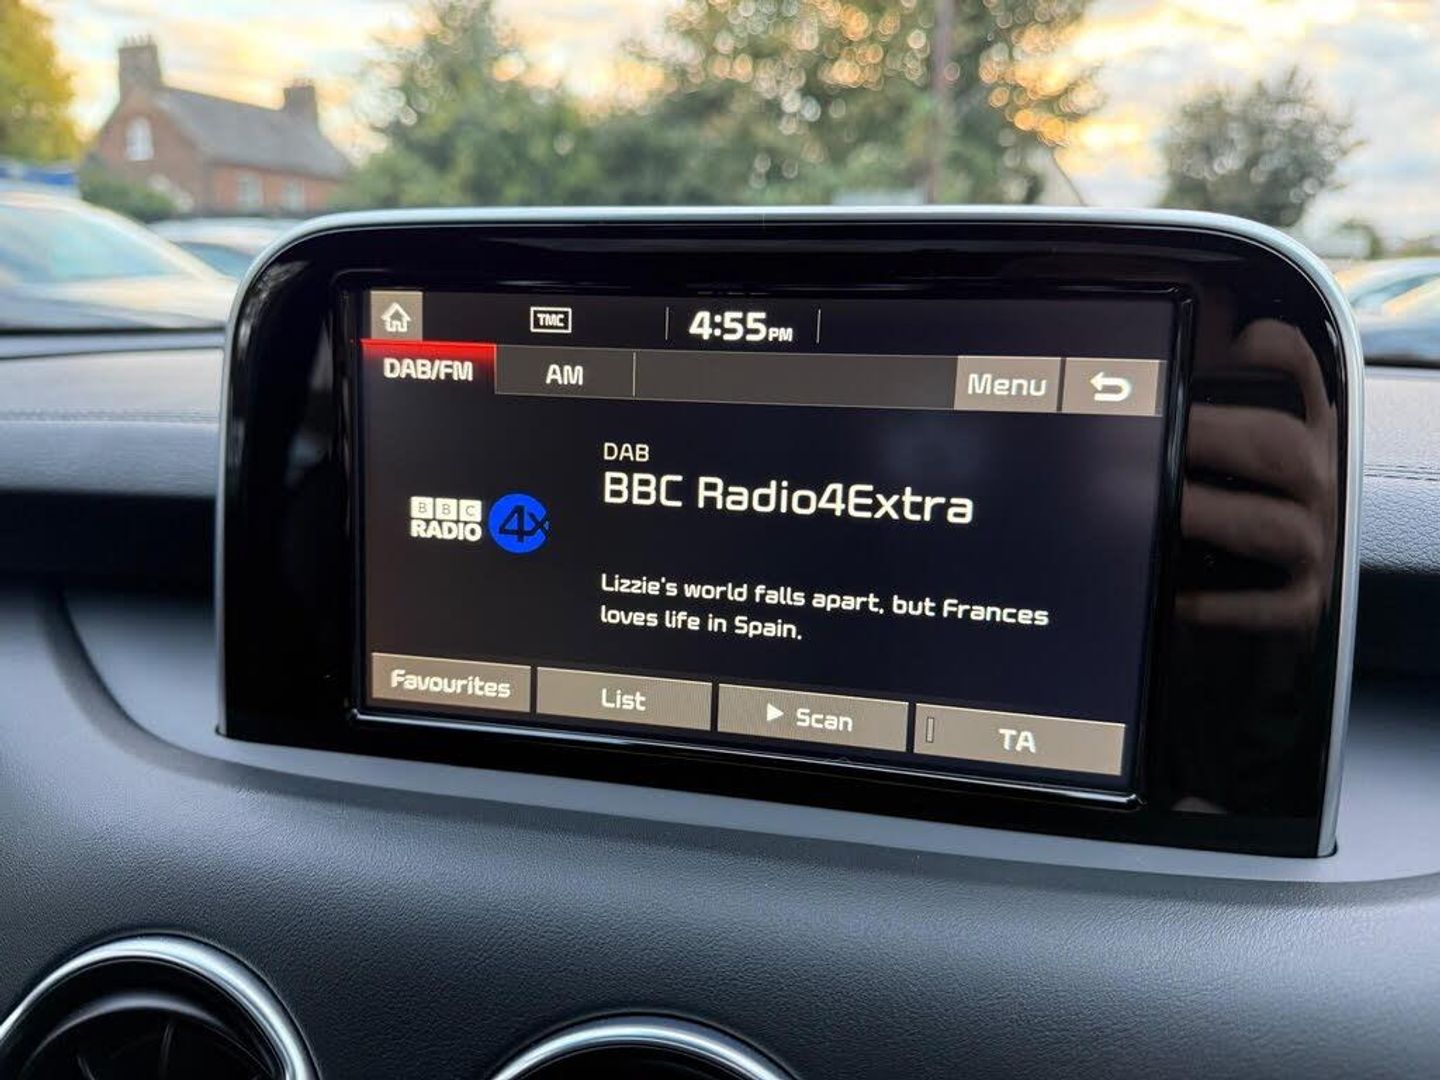 TMC
4:55PM
DAB/FM
AM
Menu
DAB
BBC Radio4Extra
BBC
RADIO 4x
Lizzie's world falls apart, but Frances
loves life in Spain.
Favourites
List
Scan
TA